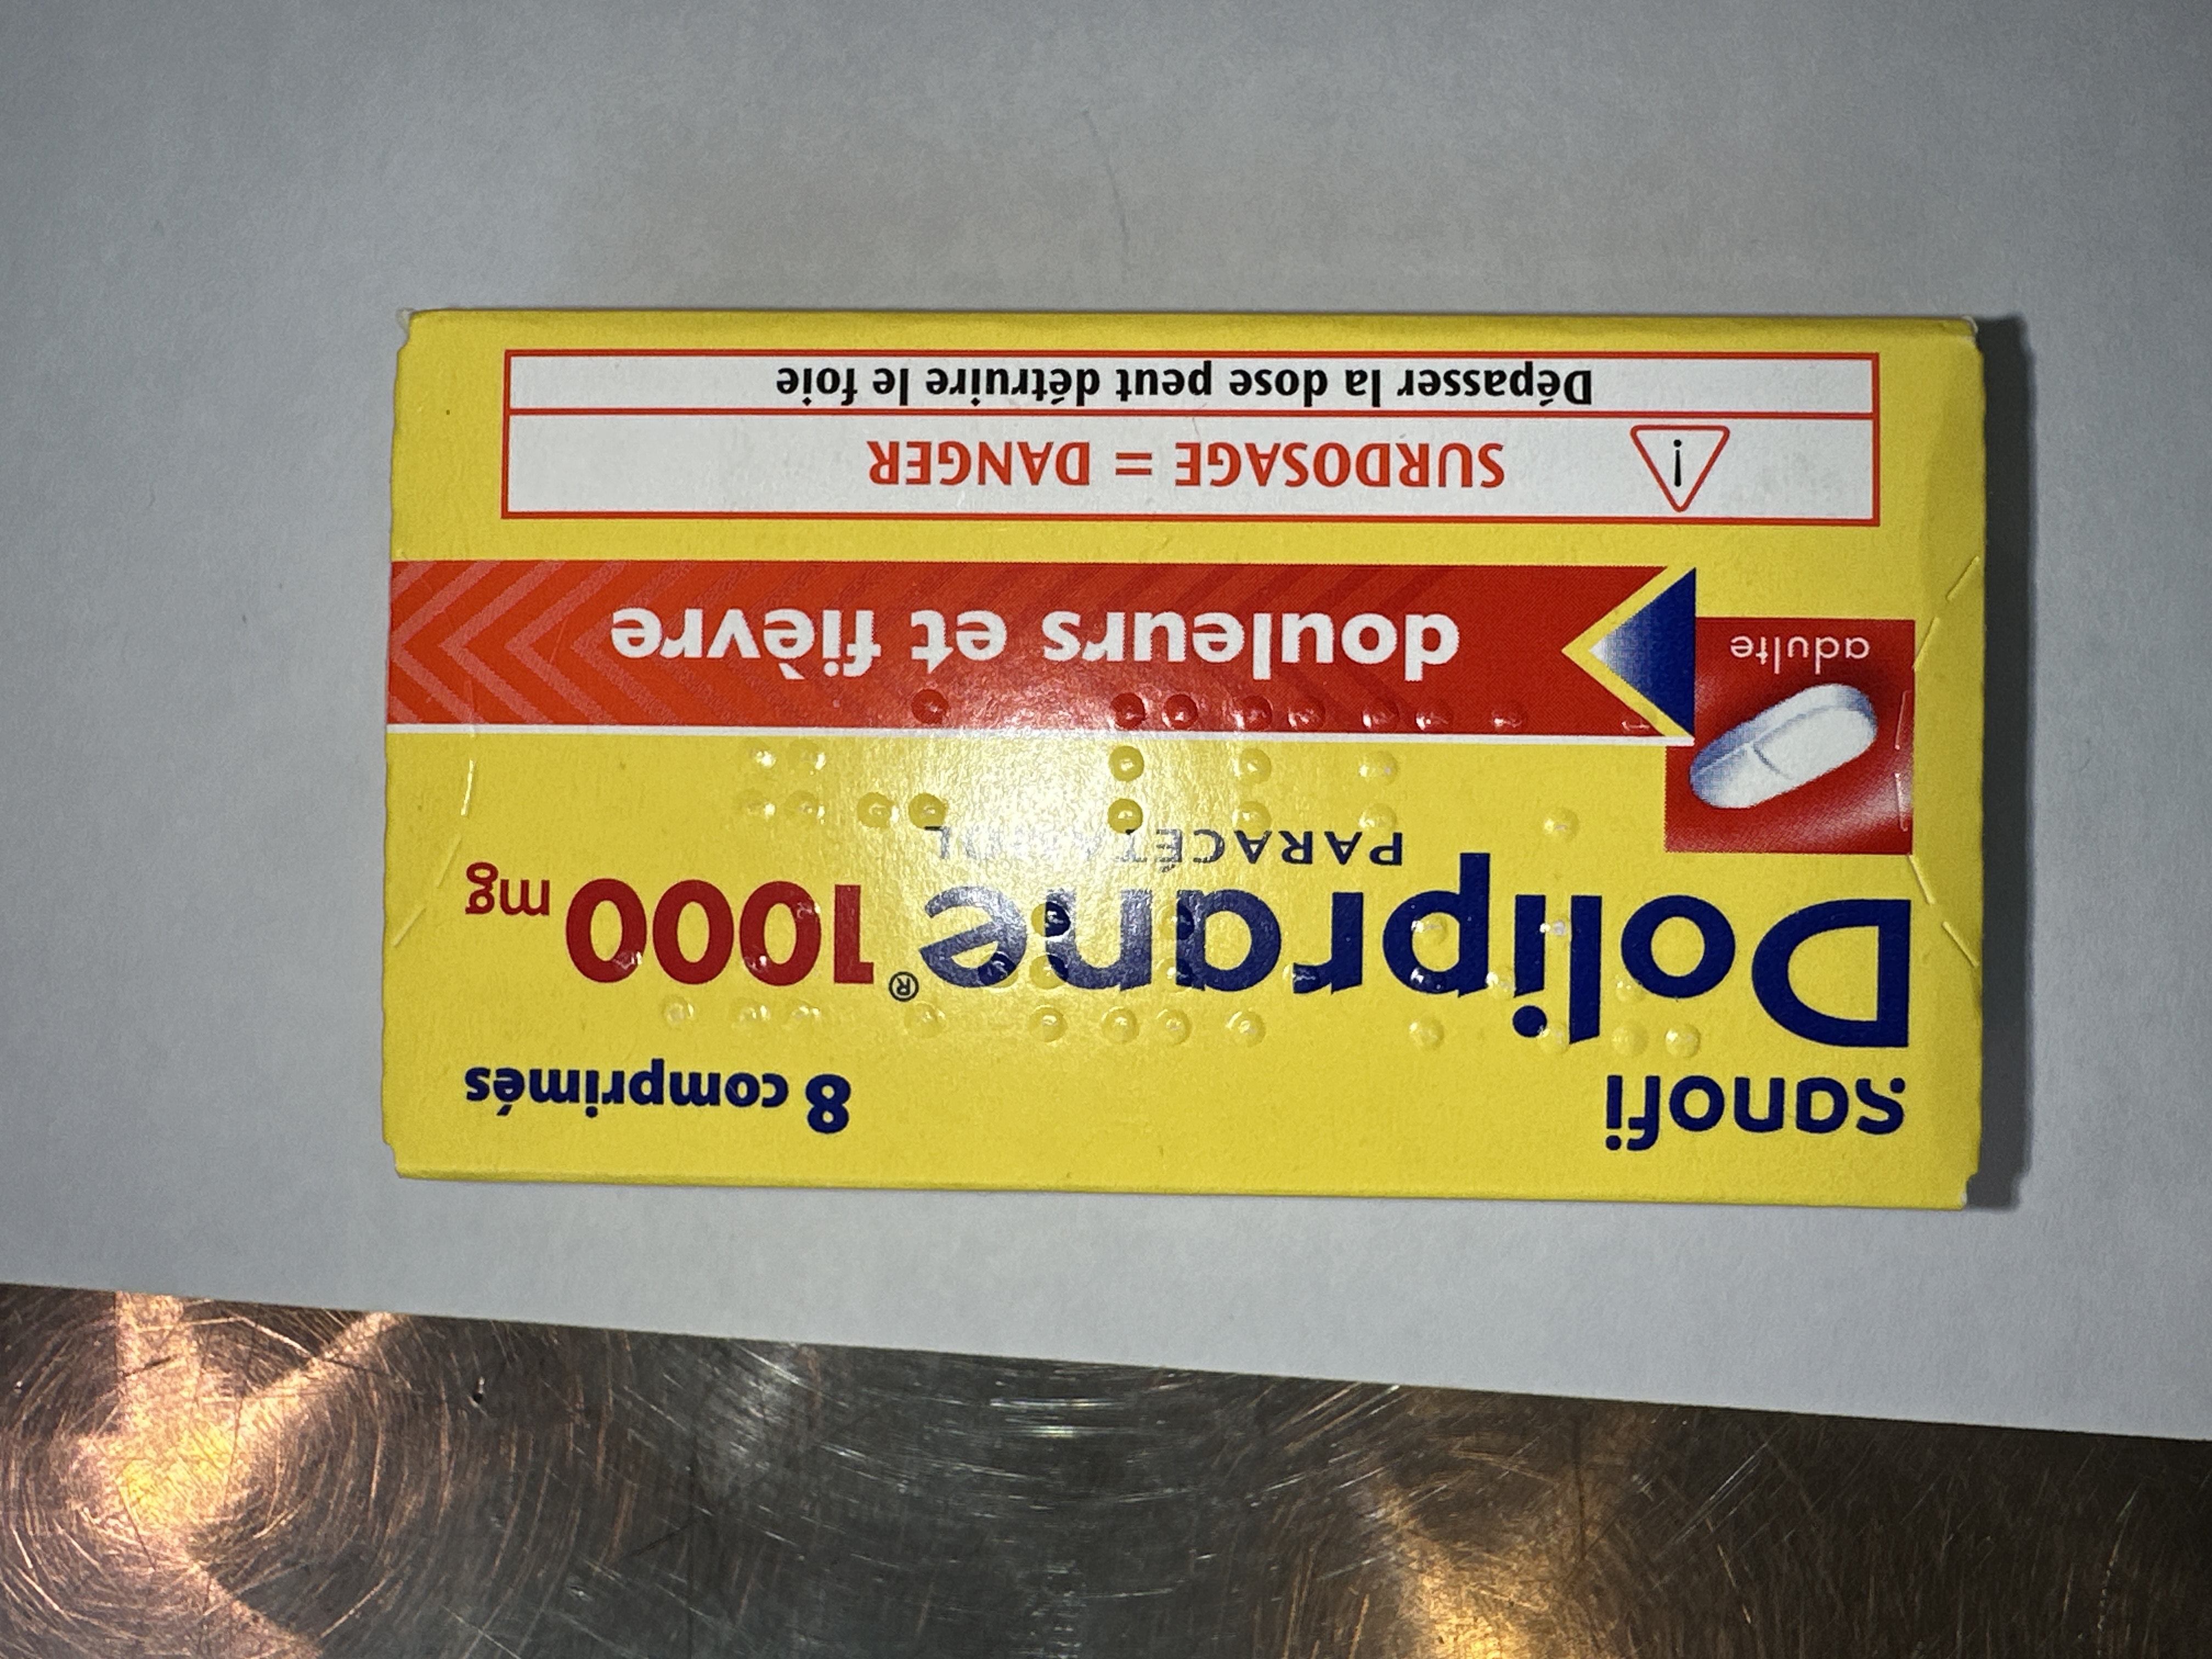 sanofi
8 comprimés
Doliprane® 1000 mg
PARACÉTAMOL
adulte
douleurs et fièvre
SURDOSAGE = DANGER
Dépasser la dose peut détruire le foie